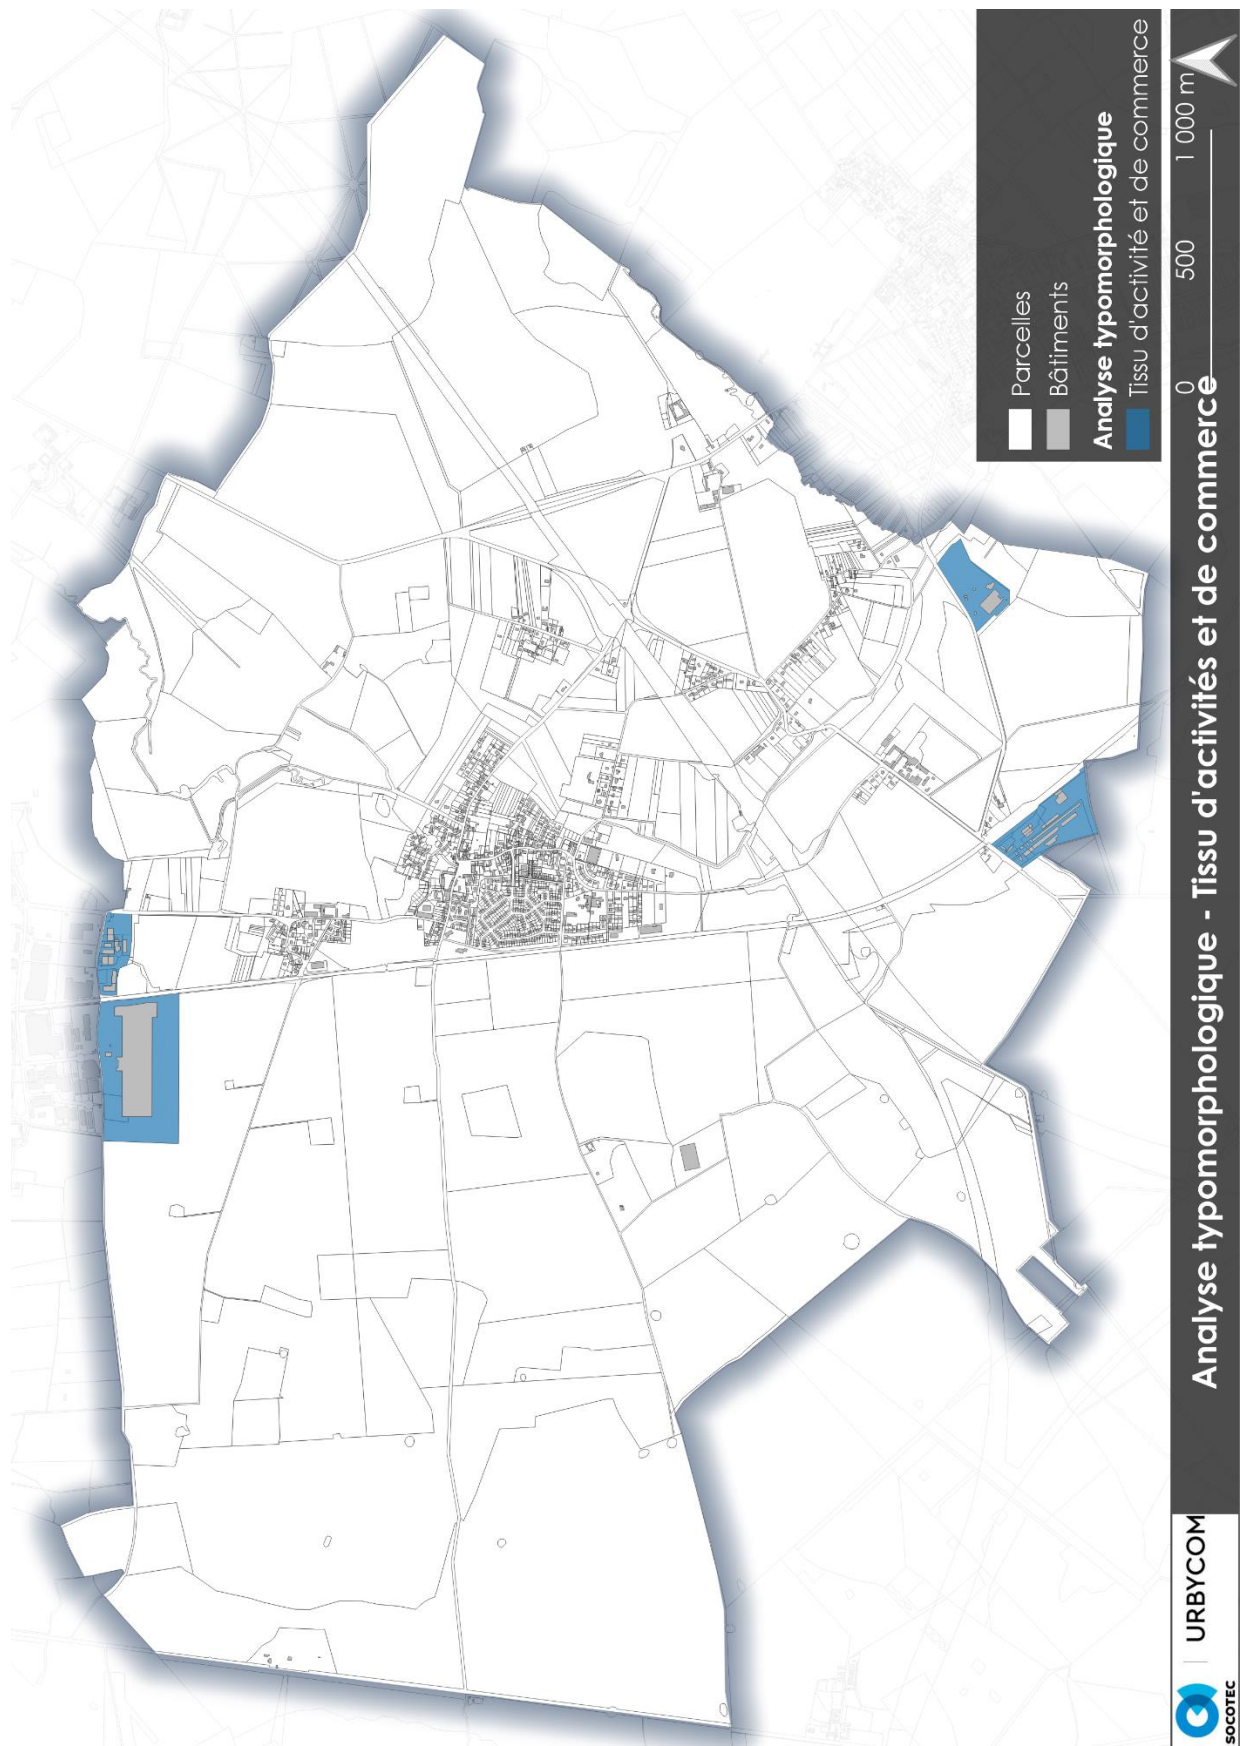 Parcelles
Bâtiments
Analyse typomorphologique
Tissu d'activité et de commerce
0 500 1 000 m
Analyse typomorphologique - Tissu d'activités et de commerce
URBYCOM
SOCOTEC